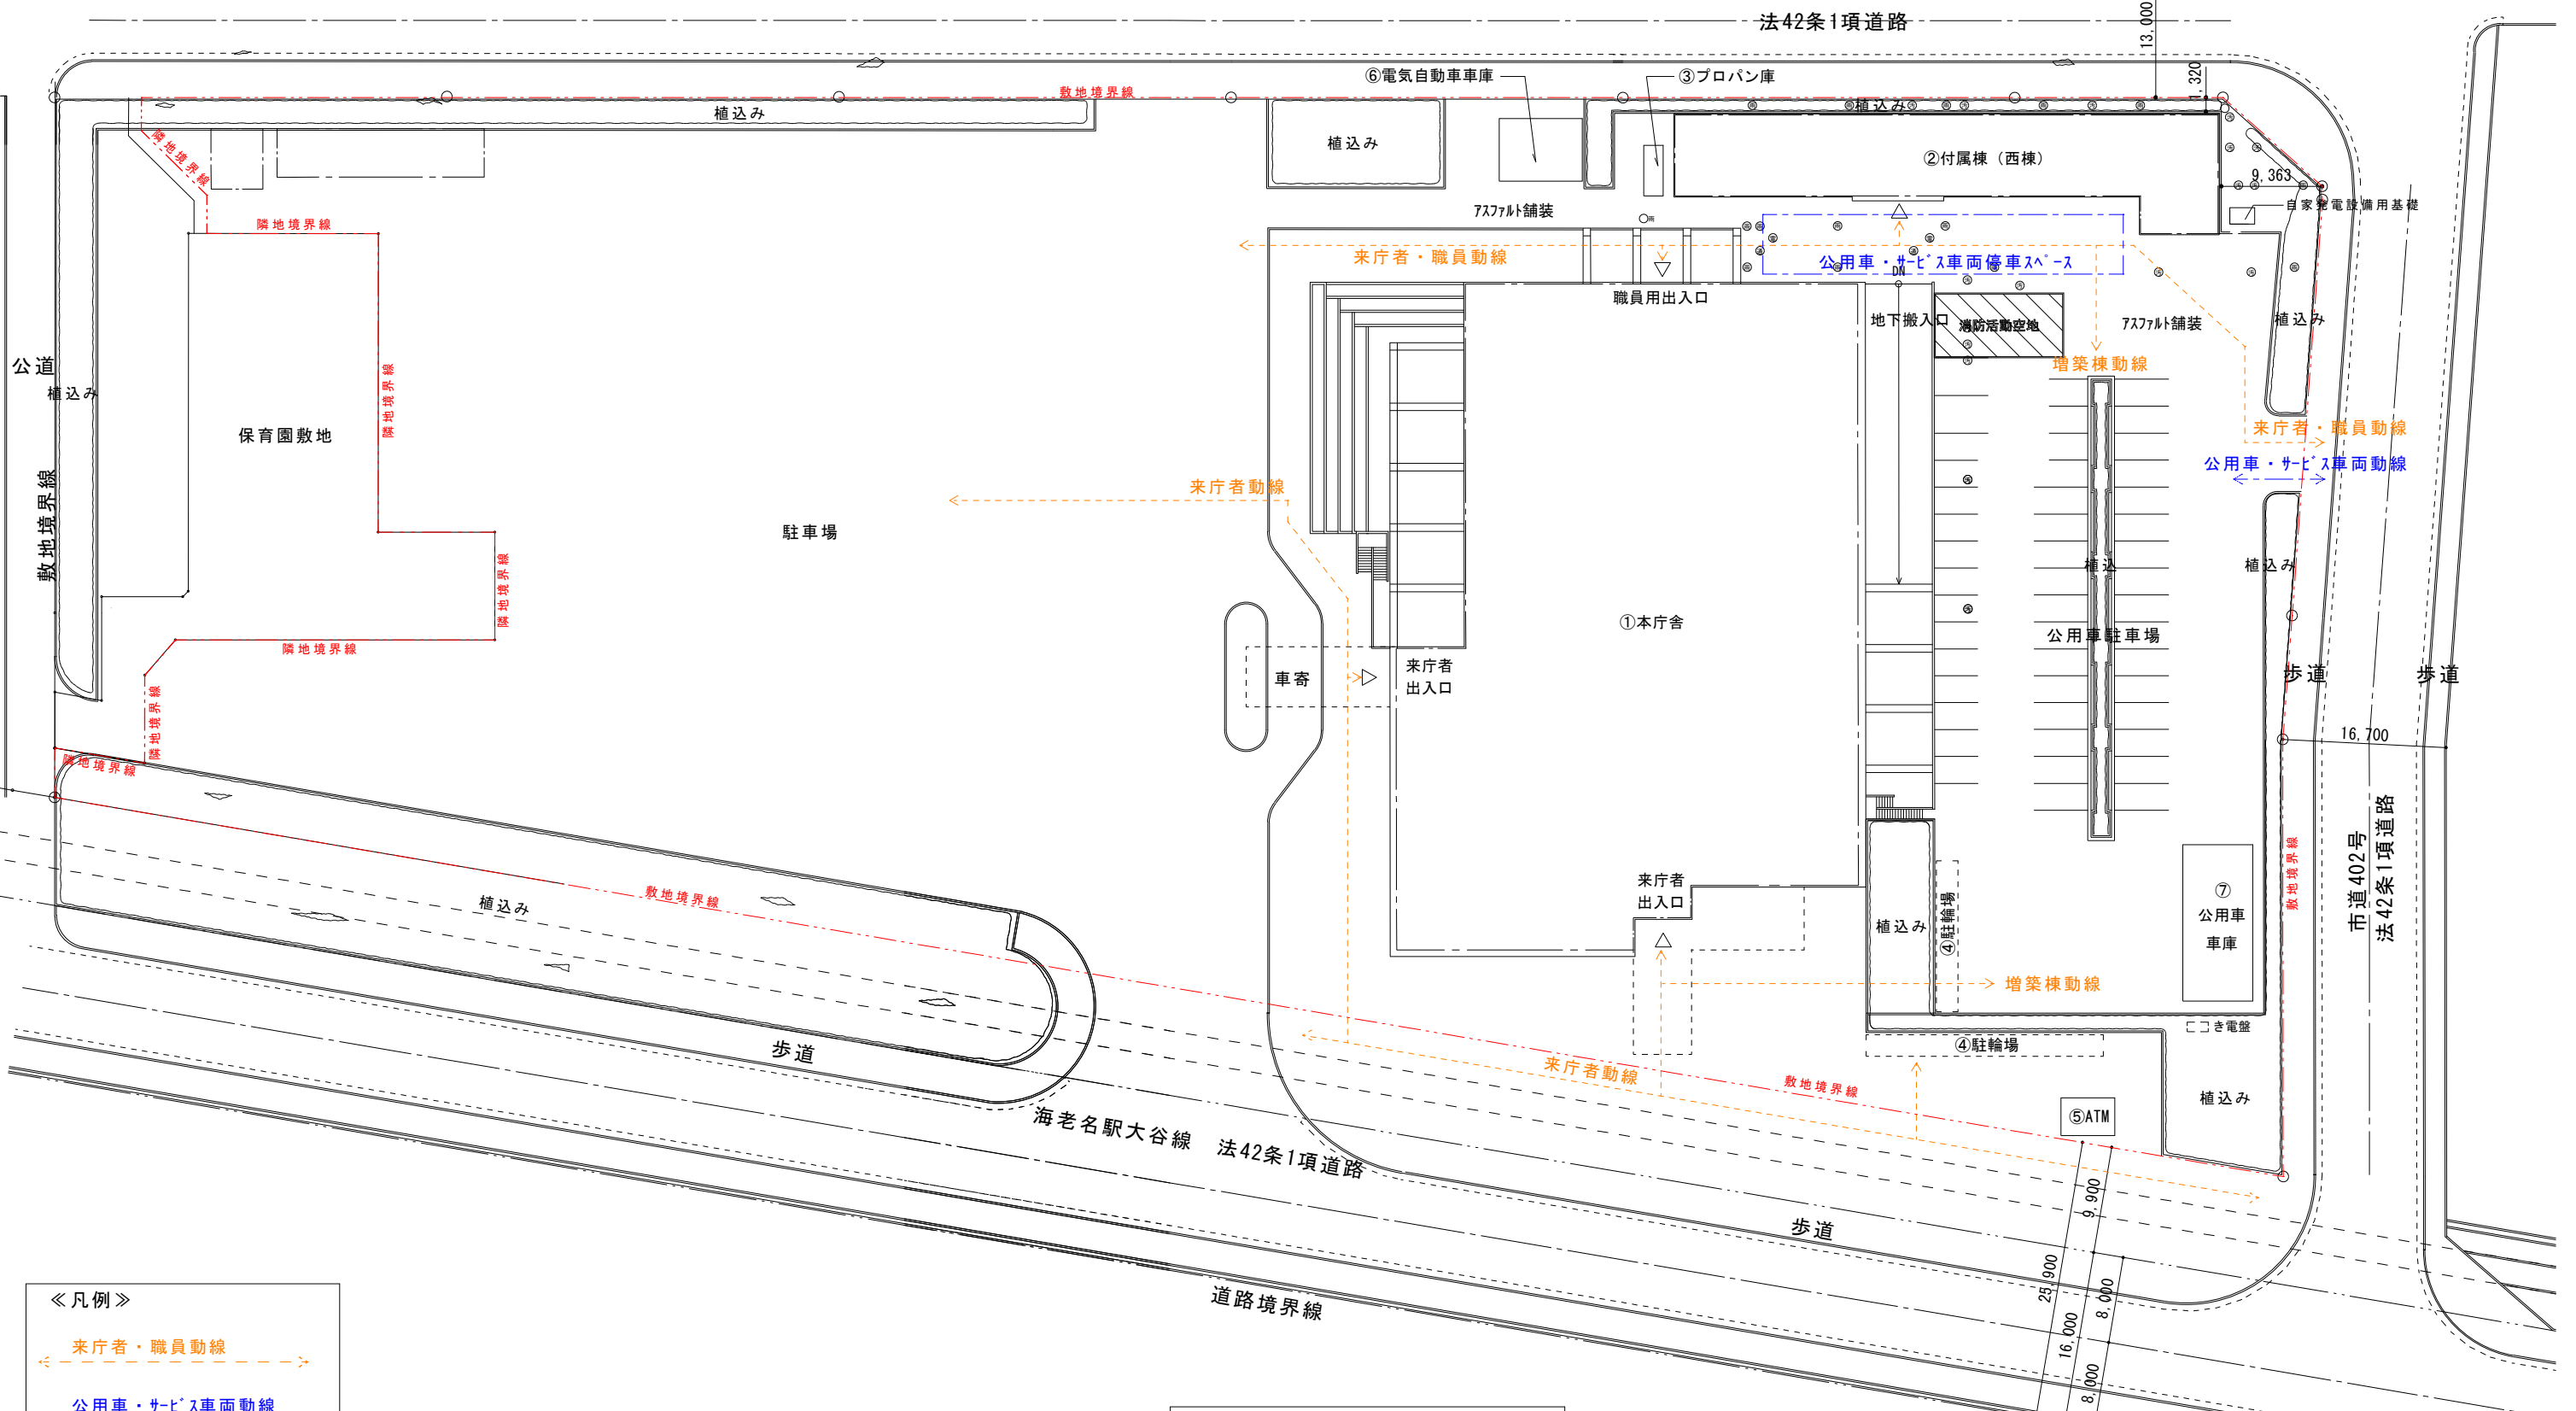 法42条1項道路
13,000
1,320
⑥電気自動車車庫
③プロパン庫
敷地境界線
植込み
植込み
植込み
隣地境界線
②付属棟（西棟）
9,363
自家発電設備用基礎
アスファルト舗装
隣地境界線
来庁者・職員動線
公用車・サービス車両停車スペース
DN
職員用出入口
地下搬入口
消防活動空地
アスファルト舗装
植込み
増築棟動線
公道
植込み
隣地境界線
保育園敷地
来庁者・職員動線
公用車・サービス車両動線
敷地境界線
来庁者動線
駐車場
隣地境界線
植込
植込み
①本庁舎
公用車駐車場
隣地境界線
車寄
来庁者
出入口
歩道
歩道
隣地境界線
隣地境界線
16,700
市道402号
法42条1項道路
敷地境界線
敷地境界線
植込み
来庁者
出入口
植込み
④駐輪場
⑦
公用車
車庫
増築棟動線
き電盤
④駐輪場
歩道
来庁者動線
敷地境界線
植込み
⑤ATM
海老名駅大谷線 法42条1項道路
歩道
9,900
25,900
8,000
16,000
8,000
道路境界線
≪凡例≫
来庁者・職員動線
公用車・サービス車両動線